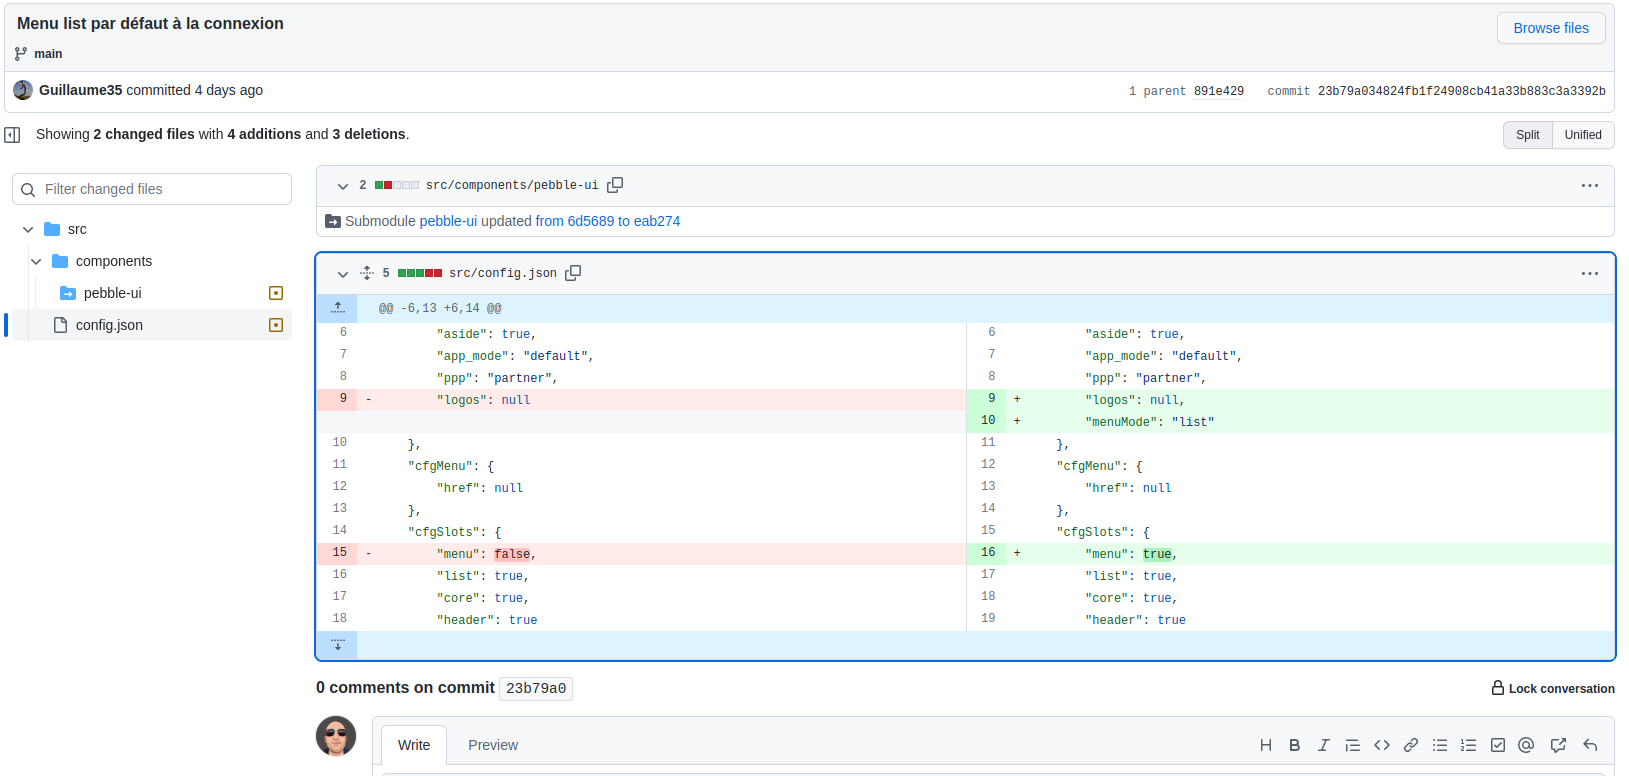 Menu list par défaut à la connexion
Browse files
main
Guillaume35 committed 4 days ago
1 parent 891e429 commit 23b79a034824fb1f24908cb41a33b883c3a3392b
Showing 2 changed files with 4 additions and 3 deletions.
Split Unified
Filter changed files
src
components
pebble-ui
config.json
2 src/components/pebble-ui
Submodule pebble-ui updated from 6d5689 to eab274
5 src/config.json
@@ -6,13 +6,14 @@
6 "aside": true, 6 "aside": true,
7 "app_mode": "default", 7 "app_mode": "default",
8 "ppp": "partner", 8 "ppp": "partner",
9 - "logos": null 9 + "logos": null,
10 + "menuMode": "list"
10 }, 11 },
11 "cfgMenu": { 12 "cfgMenu": {
12 "href": null 13 "href": null
13 }, 14 },
14 "cfgSlots": { 15 "cfgSlots": {
15 - "menu": false, 16 + "menu": true,
16 "list": true, 17 "list": true,
17 "core": true, 18 "core": true,
18 "header": true 19 "header": true
0 comments on commit 23b79a0
Lock conversation
Write Preview